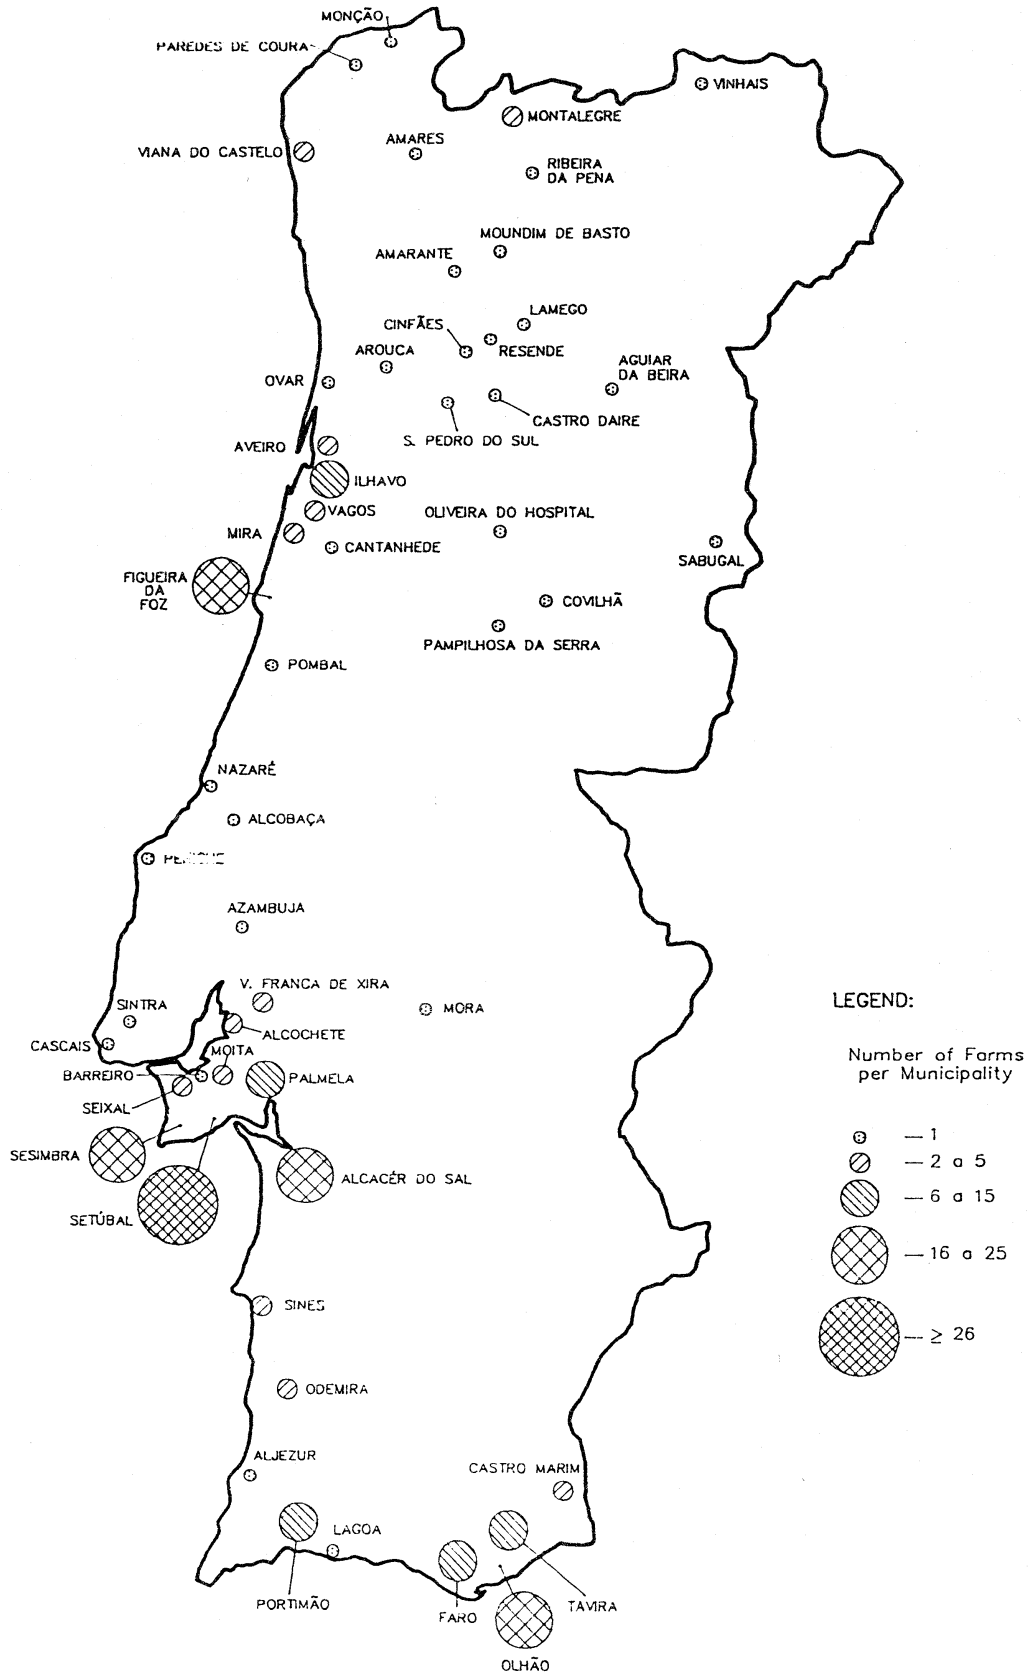 MONÇÃO
PAREDES DE COURA
VINHAIS
MONTALEGRE
VIANA DO CASTELO
AMARES
RIBEIRA
DA PENA
MOUNDIM DE BASTO
AMARANTE
LAMEGO
CINFÃES
RESENDE
AROUCA
AGUIAR
DA BEIRA
OVAR
CASTRO DAIRE
S. PEDRO DO SUL
AVEIRO
ILHAVO
VAGOS
OLIVEIRA DO HOSPITAL
MIRA
CANTANHEDE
SABUGAL
FIGUEIRA
DA
FOZ
COVILHÃ
PAMPILHOSA DA SERRA
POMBAL
NAZARÉ
ALCOBAÇA
PENICHE
AZAMBUJA
V. FRANCA DE XIRA
SINTRA
MORA
ALCOCHETE
CASCAIS
MOITA
BARREIRO
PALMELA
SEIXAL
SESIMBRA
ALCACÉR DO SAL
SETÚBAL
SINES
ODEMIRA
ALJEZUR
CASTRO MARIM
LAGOA
PORTIMÃO
FARO
TAVIRA
OLHÃO
LEGEND:
Number of Farms
per Municipality
— 1
— 2 a 5
— 6 a 15
— 16 a 25
— ≥ 26